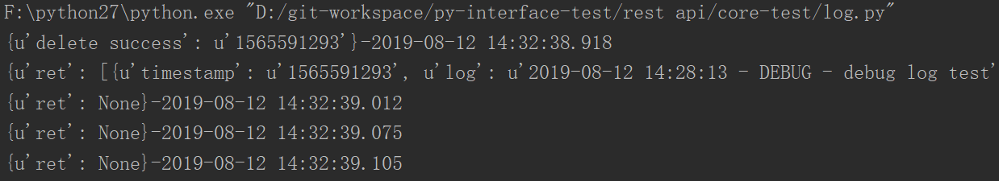 F:\python27\python.exe "D:/git-workspace/py-interface-test/rest api/core-test/log.py"
{u'delete success': u'1565591293'}-2019-08-12 14:32:38.918
{u'ret': [{u'timestamp': u'1565591293', u'log': u'2019-08-12 14:28:13 - DEBUG - debug log test'
{u'ret': None}-2019-08-12 14:32:39.012
{u'ret': None}-2019-08-12 14:32:39.075
{u'ret': None}-2019-08-12 14:32:39.105